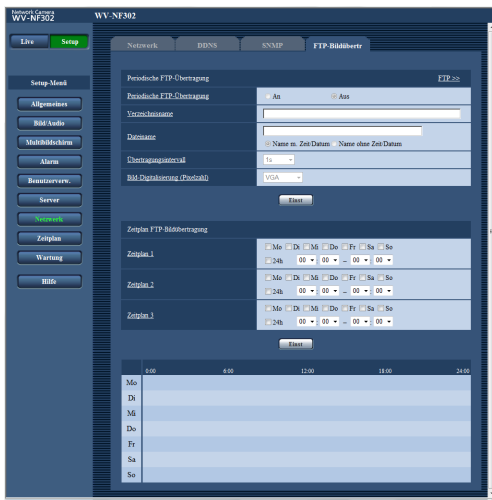 Network Camera
WV-NF302
WV-NF302
Live Setup
Netzwerk DDNS SNMP FTP-Bildübertr
Setup-Menü
Allgemeines
Bild/Audio
Multibildschirm
Alarm
Benutzerverw.
Server
Netzwerk
Zeitplan
Wartung
Hilfe
Periodische FTP-Übertragung FTP >>
Periodische FTP-Übertragung An Aus
Verzeichnisname
Dateiname
Name m. Zeit/Datum Name ohne Zeit/Datum
Übertragungsintervall 1s
Bild-Digitalisierung (Pixelzahl) VGA
Einst
Zeitplan FTP-Bildübertragung
Zeitplan 1
Mo Di Mi Do Fr Sa So
24h 00 : 00 – 00 : 00
Zeitplan 2
Mo Di Mi Do Fr Sa So
24h 00 : 00 – 00 : 00
Zeitplan 3
Mo Di Mi Do Fr Sa So
24h 00 : 00 – 00 : 00
Einst
0:00 6:00 12:00 18:00 24:00
Mo
Di
Mi
Do
Fr
Sa
So